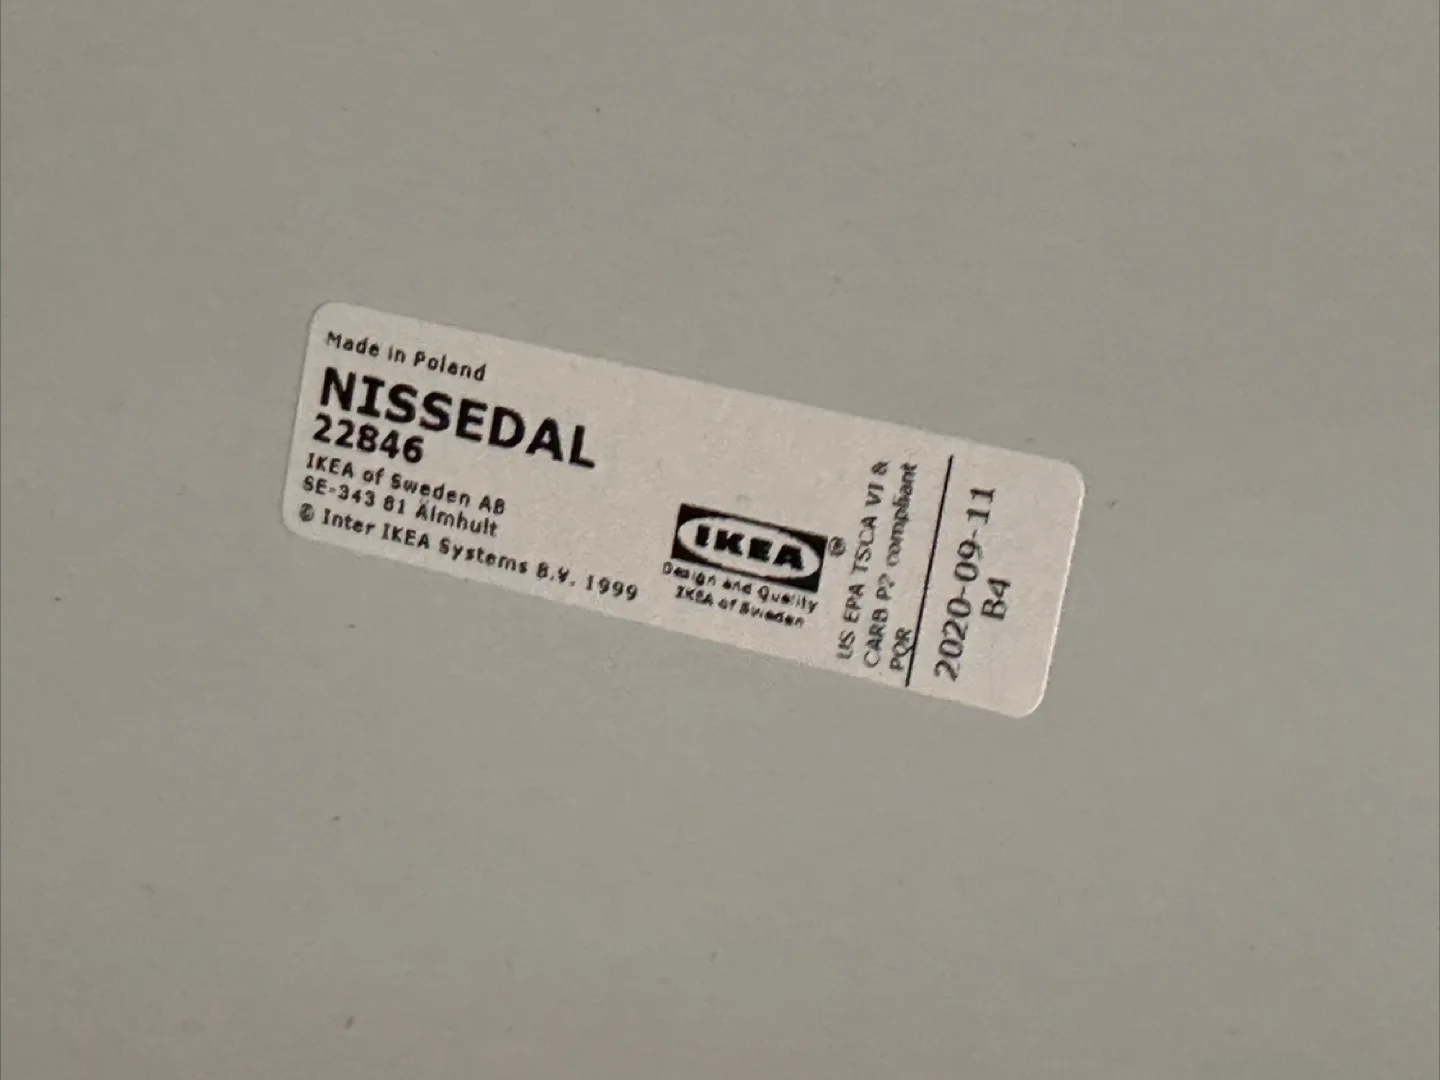 Made in Poland
NISSEDAL
22846
IKEA of Sweden AB
SE-343 81 Älmhult
© Inter IKEA Systems B.V. 1999
IKEA®
Design and Quality
IKEA of Sweden
US EPA TSCA VI &
CARB P2 compliant
PQR
2020-09-11
B4